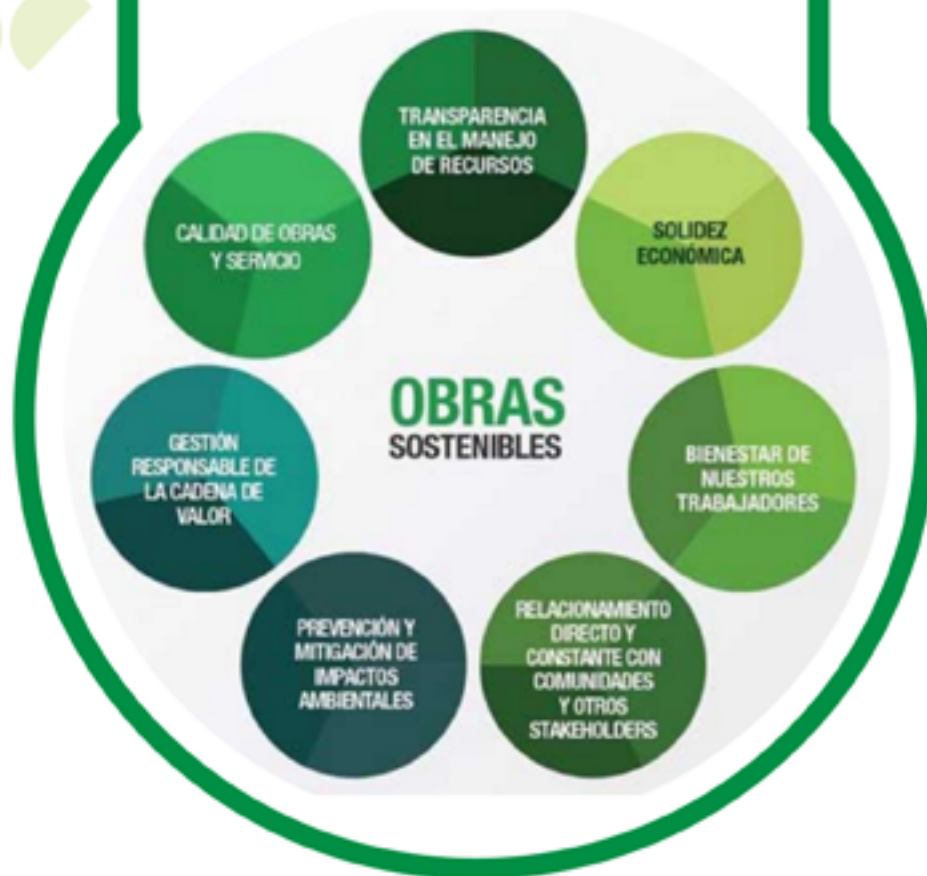 TRANSPARENCIA
EN EL MANEJO
DE RECURSOS
SOLIDEZ
ECONÓMICA
BIENESTAR DE
NUESTROS
TRABAJADORES
RELACIONAMIENTO
DIRECTO Y
CONSTANTE CON
COMUNIDADES
Y OTROS
STAKEHOLDERS
PREVENCIÓN Y
MITIGACIÓN DE
IMPACTOS
AMBIENTALES
GESTIÓN
RESPONSABLE DE
LA CADENA DE
VALOR
CALIDAD DE OBRAS
Y SERVICIO
OBRAS
SOSTENIBLES